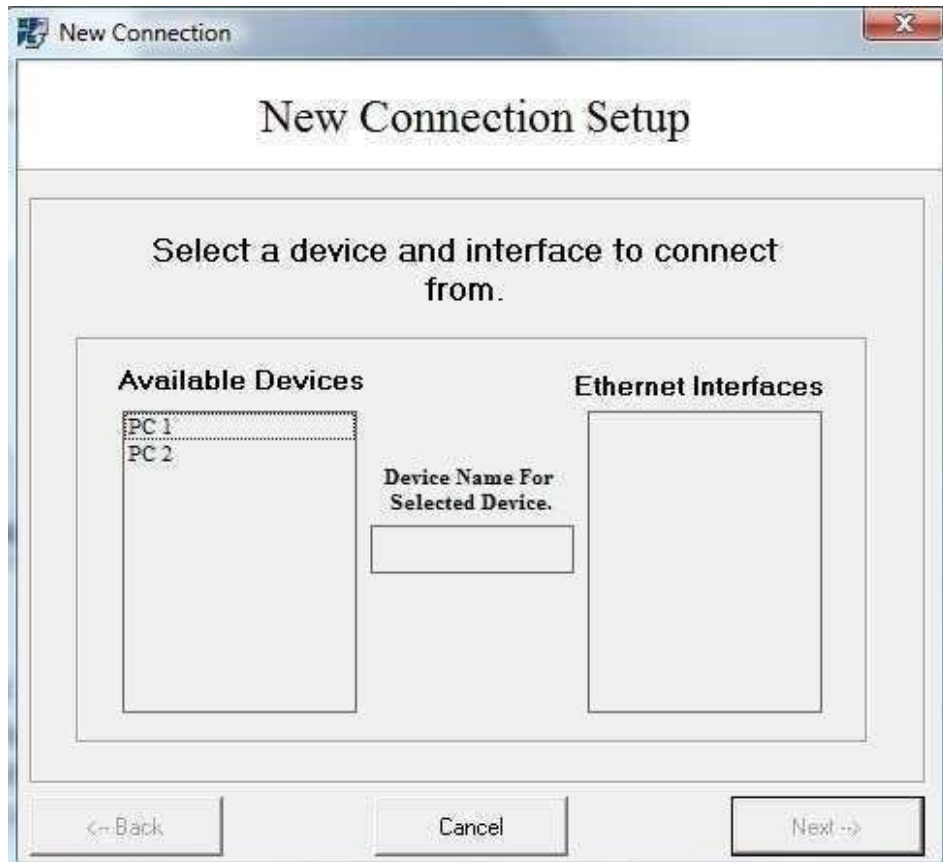 New Connection
New Connection Setup
Select a device and interface to connect
from.
Available Devices
Ethernet Interfaces
PC 1
PC 2
Device Name For
Selected Device.
<-- Back
Cancel
Next -->